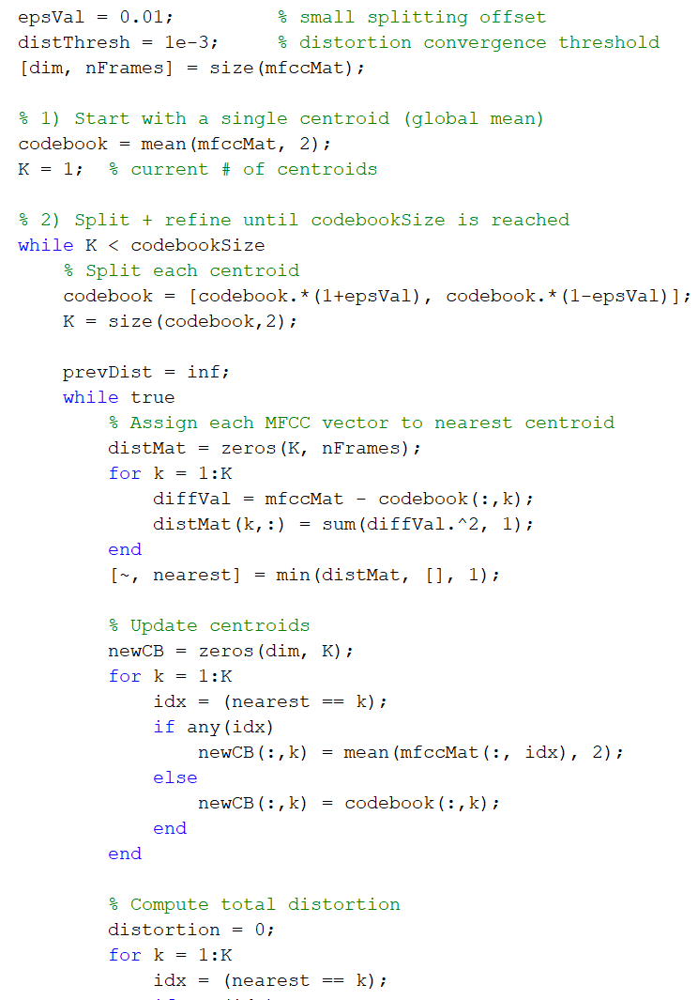 epsVal = 0.01;         % small splitting offset
distThresh = 1e-3;     % distortion convergence threshold
[dim, nFrames] = size(mfccMat);

% 1) Start with a single centroid (global mean)
codebook = mean(mfccMat, 2);
K = 1;  % current # of centroids

% 2) Split + refine until codebookSize is reached
while K < codebookSize
    % Split each centroid
    codebook = [codebook.*(1+epsVal), codebook.*(1-epsVal)];
    K = size(codebook,2);

    prevDist = inf;
    while true
        % Assign each MFCC vector to nearest centroid
        distMat = zeros(K, nFrames);
        for k = 1:K
            diffVal = mfccMat - codebook(:,k);
            distMat(k,:) = sum(diffVal.^2, 1);
        end
        [~, nearest] = min(distMat, [], 1);

        % Update centroids
        newCB = zeros(dim, K);
        for k = 1:K
            idx = (nearest == k);
            if any(idx)
                newCB(:,k) = mean(mfccMat(:, idx), 2);
            else
                newCB(:,k) = codebook(:,k);
            end
        end

        % Compute total distortion
        distortion = 0;
        for k = 1:K
            idx = (nearest == k);